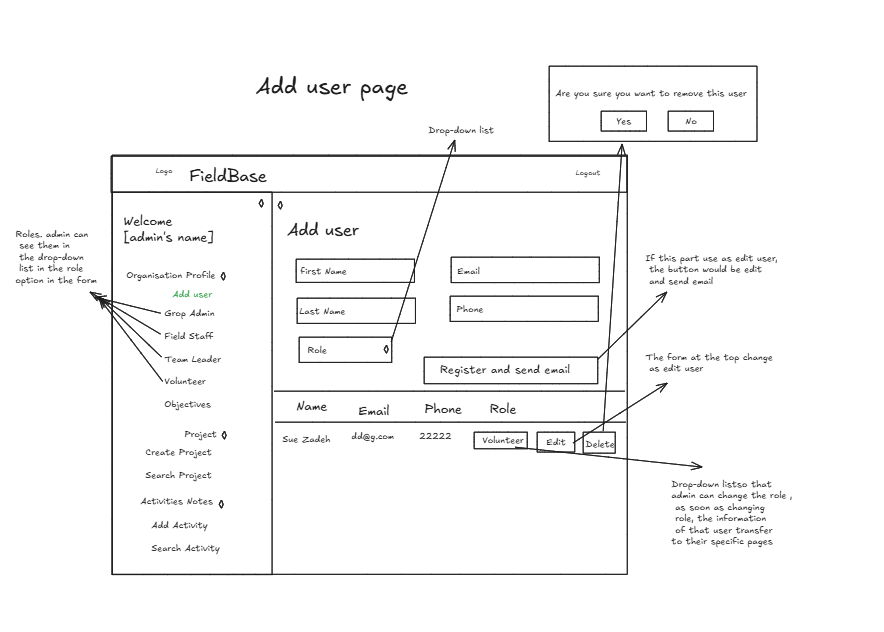 Add user page
Are you sure you want to remove this user
Yes
No
Drop-down list
Logo
FieldBase
Logout
Welcome
[admin's name]
Roles. admin can
see them in
the drop-down
list in the role
option in the form
Organisation Profile
Add user
Grop Admin
Field Staff
Team Leader
Volunteer
Objectives
Project
Create Project
Search Project
Activities Notes
Add Activity
Search Activity
Add user
first Name
Email
Last Name
Phone
Role
Register and send email
If this part use as edit user,
the button would be edit
and send email
The form at the top change
as edit user
Name Email Phone Role
Sue Zadeh dd@g.com 22222 Volunteer Edit Delete
Drop-down listso that
admin can change the role ,
as soon as changing
role, the information
of that user transfer
to their specific pages